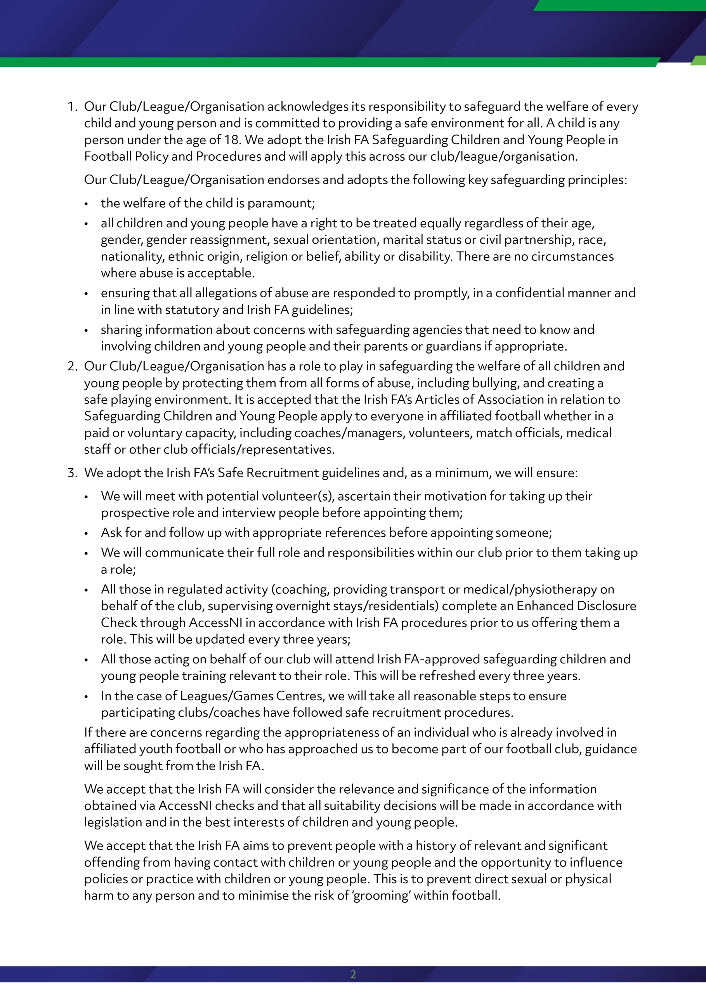 1. Our Club/League/Organisation acknowledges its responsibility to safeguard the welfare of every
child and young person and is committed to providing a safe environment for all. A child is any
person under the age of 18. We adopt the Irish FA Safeguarding Children and Young People in
Football Policy and Procedures and will apply this across our club/league/organisation.
Our Club/League/Organisation endorses and adopts the following key safeguarding principles:
• the welfare of the child is paramount;
• all children and young people have a right to be treated equally regardless of their age,
gender, gender reassignment, sexual orientation, marital status or civil partnership, race,
nationality, ethnic origin, religion or belief, ability or disability. There are no circumstances
where abuse is acceptable.
• ensuring that all allegations of abuse are responded to promptly, in a confidential manner and
in line with statutory and Irish FA guidelines;
• sharing information about concerns with safeguarding agencies that need to know and
involving children and young people and their parents or guardians if appropriate.
2. Our Club/League/Organisation has a role to play in safeguarding the welfare of all children and
young people by protecting them from all forms of abuse, including bullying, and creating a
safe playing environment. It is accepted that the Irish FA’s Articles of Association in relation to
Safeguarding Children and Young People apply to everyone in affiliated football whether in a
paid or voluntary capacity, including coaches/managers, volunteers, match officials, medical
staff or other club officials/representatives.
3. We adopt the Irish FA’s Safe Recruitment guidelines and, as a minimum, we will ensure:
• We will meet with potential volunteer(s), ascertain their motivation for taking up their
prospective role and interview people before appointing them;
• Ask for and follow up with appropriate references before appointing someone;
• We will communicate their full role and responsibilities within our club prior to them taking up
a role;
• All those in regulated activity (coaching, providing transport or medical/physiotherapy on
behalf of the club, supervising overnight stays/residentials) complete an Enhanced Disclosure
Check through AccessNI in accordance with Irish FA procedures prior to us offering them a
role. This will be updated every three years;
• All those acting on behalf of our club will attend Irish FA-approved safeguarding children and
young people training relevant to their role. This will be refreshed every three years.
• In the case of Leagues/Games Centres, we will take all reasonable steps to ensure
participating clubs/coaches have followed safe recruitment procedures.
If there are concerns regarding the appropriateness of an individual who is already involved in
affiliated youth football or who has approached us to become part of our football club, guidance
will be sought from the Irish FA.
We accept that the Irish FA will consider the relevance and significance of the information
obtained via AccessNI checks and that all suitability decisions will be made in accordance with
legislation and in the best interests of children and young people.
We accept that the Irish FA aims to prevent people with a history of relevant and significant
offending from having contact with children or young people and the opportunity to influence
policies or practice with children or young people. This is to prevent direct sexual or physical
harm to any person and to minimise the risk of ‘grooming’ within football.
2